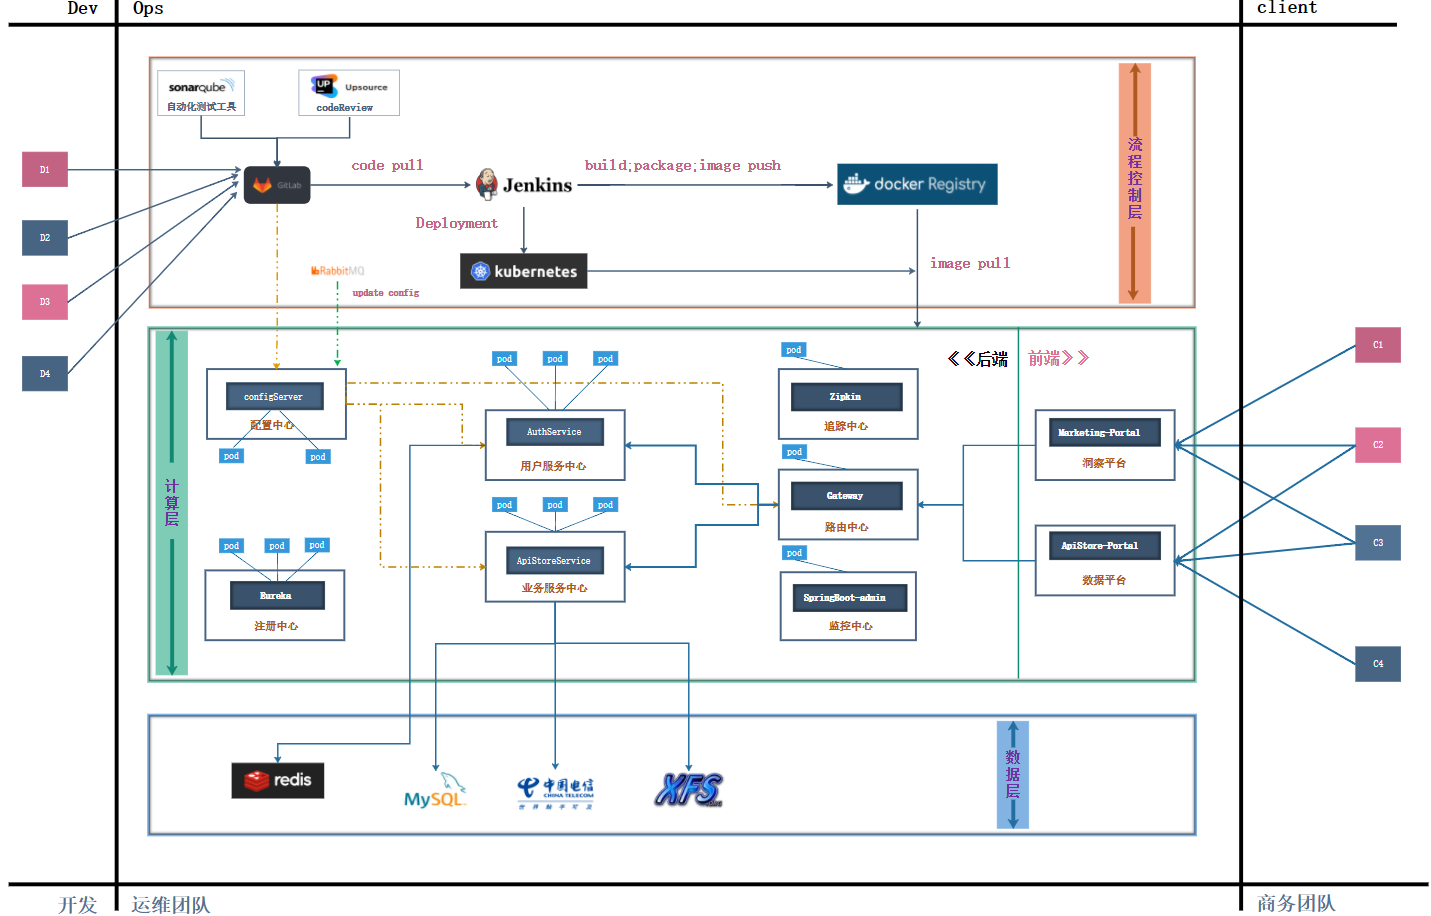 Dev
Ops
client
sonarqube
自动化测试工具
UP
Upsource
codeReview
D1
D2
D3
D4
GitLab
code pull
Jenkins
build;package;image push
docker Registry
Deployment
kubernetes
image pull
RabbitMQ
update config
流程控制层
计算层
《《后端
前端》》
configServer
配置中心
pod
pod
pod
pod
pod
AuthService
用户服务中心
pod
pod
pod
ApiStoreService
业务服务中心
pod
pod
pod
Eureka
注册中心
pod
Zipkin
追踪中心
pod
Gateway
路由中心
pod
SpringBoot-admin
监控中心
Marketing-Portal
洞察平台
ApiStore-Portal
数据平台
C1
C2
C3
C4
redis
MySQL
中国电信
CHINA TELECOM
世界触手可及
XFS
数据层
开发
运维团队
商务团队